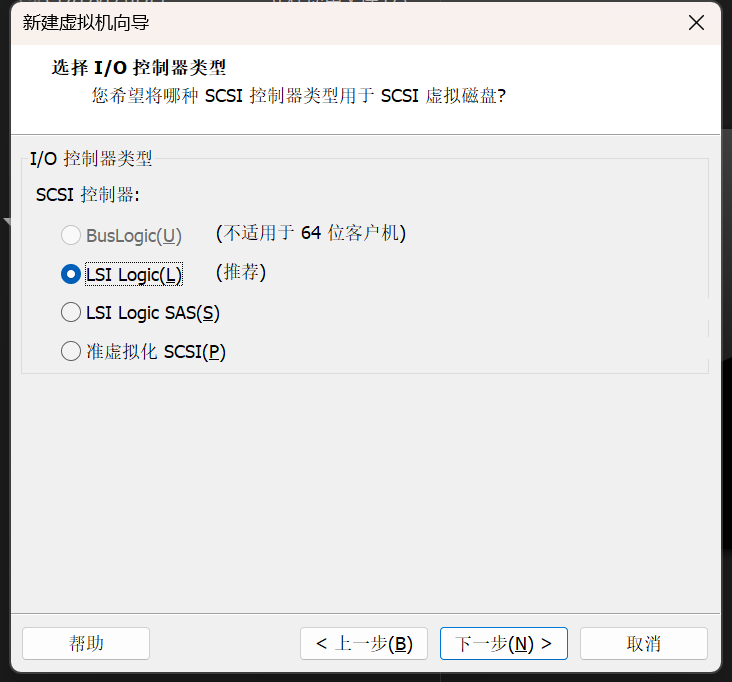 新建虚拟机向导
选择 I/O 控制器类型
您希望将哪种 SCSI 控制器类型用于 SCSI 虚拟磁盘?
I/O 控制器类型
SCSI 控制器:
BusLogic(U) (不适用于 64 位客户机)
LSI Logic(L) (推荐)
LSI Logic SAS(S)
准虚拟化 SCSI(P)
帮助 < 上一步(B) 下一步(N) > 取消